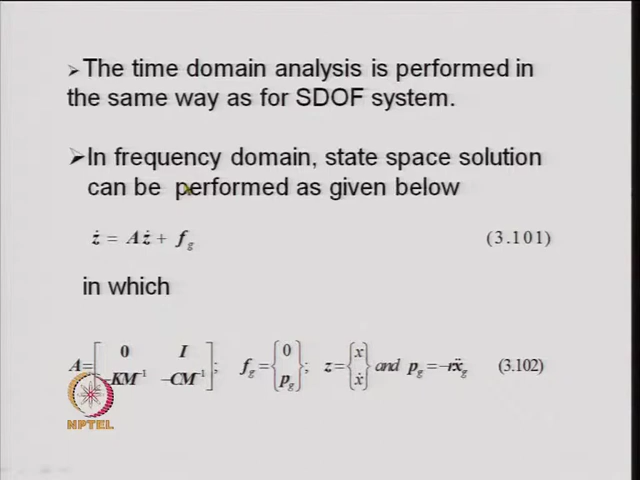 ➢The time domain analysis is performed in
the same way as for SDOF system.
➢In frequency domain, state space solution
can be performed as given below
ż = Aż + f_g (3.101)
in which
A=[0 I; -KM⁻¹ -CM⁻¹]; f_g={0; p_g}; z={x; ẋ} and p_g=-rẍ_g (3.102)
NPTEL